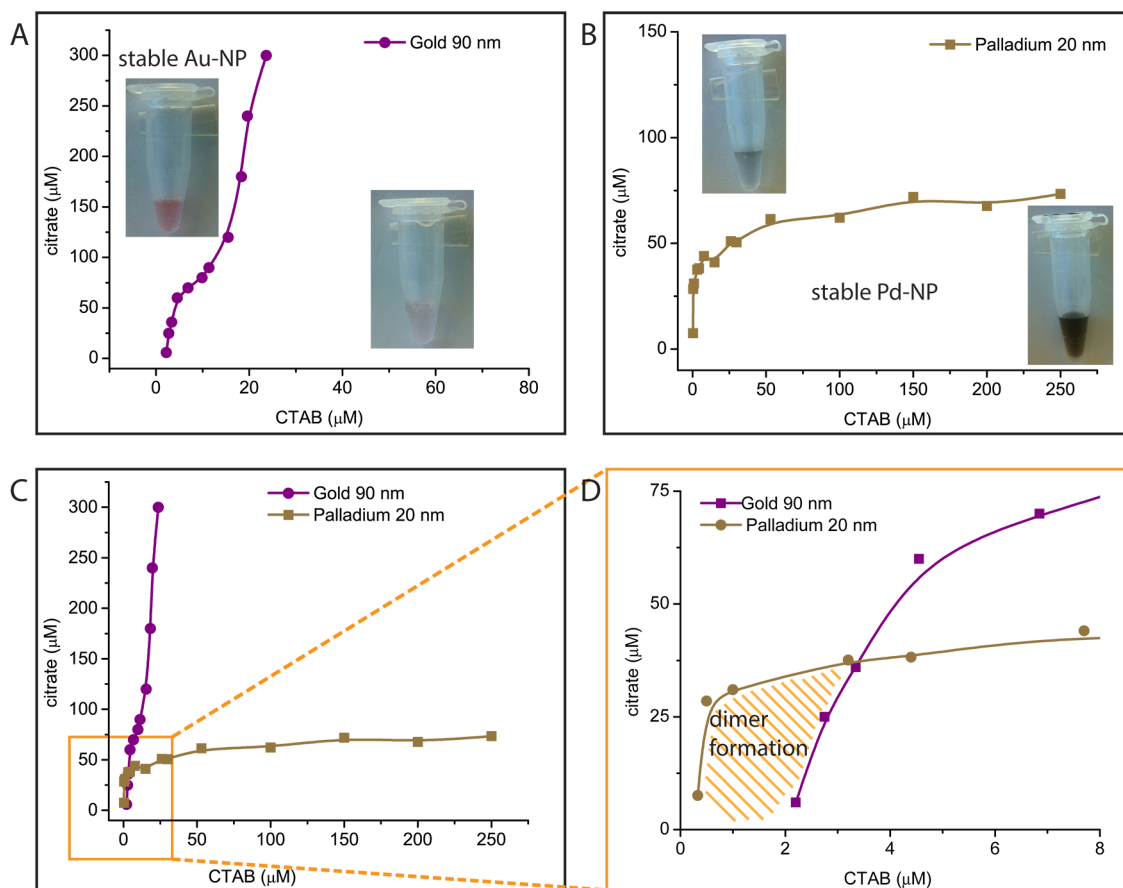 A
Gold 90 nm
stable Au-NP
300
250
200
150
100
50
0
citrate (μM)
0 20 40 60 80
CTAB (μM)
B
Palladium 20 nm
150
100
50
0
citrate (μM)
stable Pd-NP
0 50 100 150 200 250
CTAB (μM)
C
Gold 90 nm
Palladium 20 nm
300
250
200
150
100
50
0
citrate (μM)
0 50 100 150 200 250
CTAB (μM)
D
Gold 90 nm
Palladium 20 nm
75
50
25
0
citrate (μM)
dimer
formation
0 2 4 6 8
CTAB (μM)